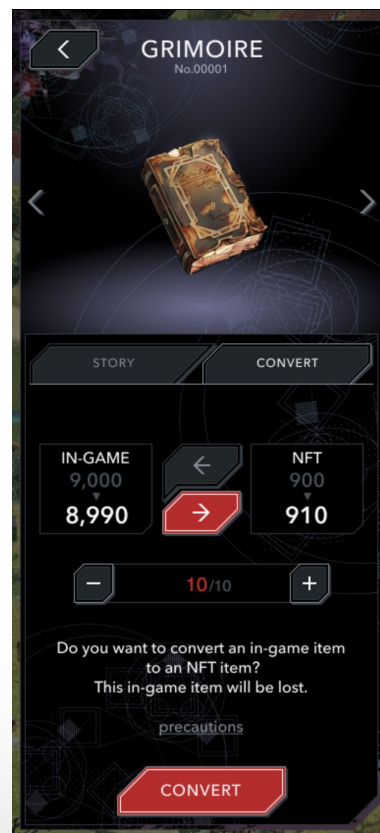 GRIMOIRE
No.00001
STORY
CONVERT
IN-GAME
9,000
8,990
NFT
900
910
10/10
Do you want to convert an in-game item
to an NFT item?
This in-game item will be lost.
precautions
CONVERT